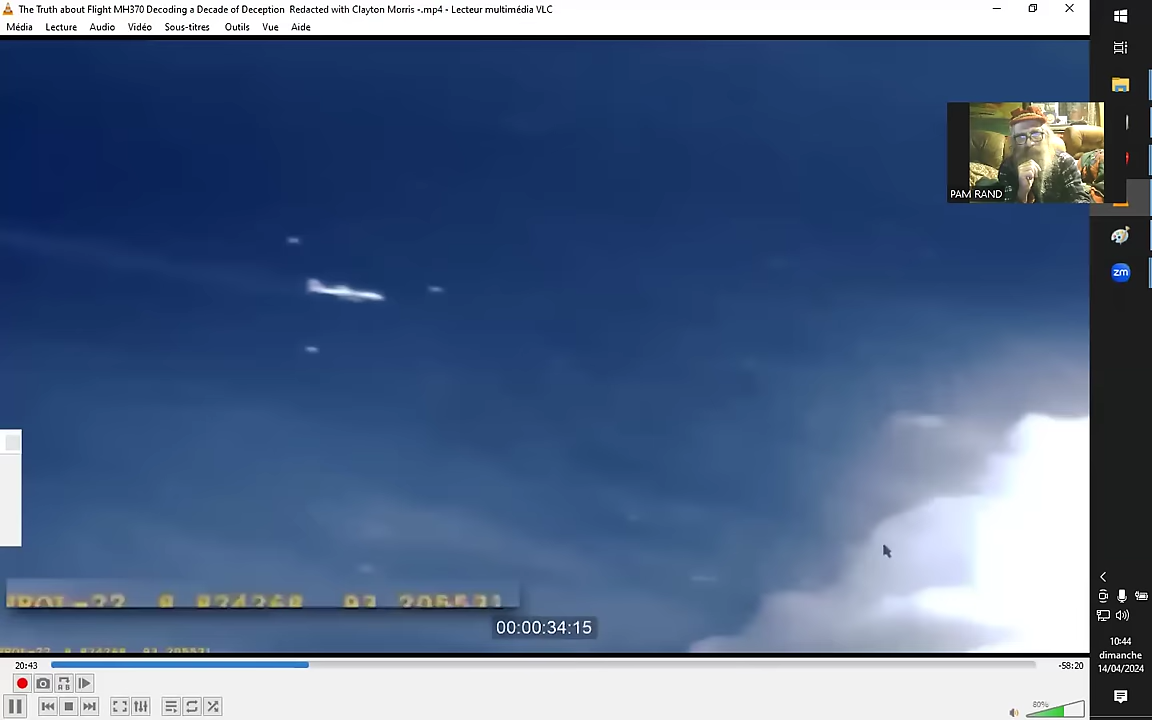 The Truth about Flight MH370 Decoding a Decade of Deception Redacted with Clayton Morris -.mp4 - Lecteur multimédia VLC
Média Lecture Audio Vidéo Sous-titres Outils Vue Aide
PAM RAND
zm
00:00:34:15
20:43
-58:20
80%
10:44
dimanche
14/04/2024